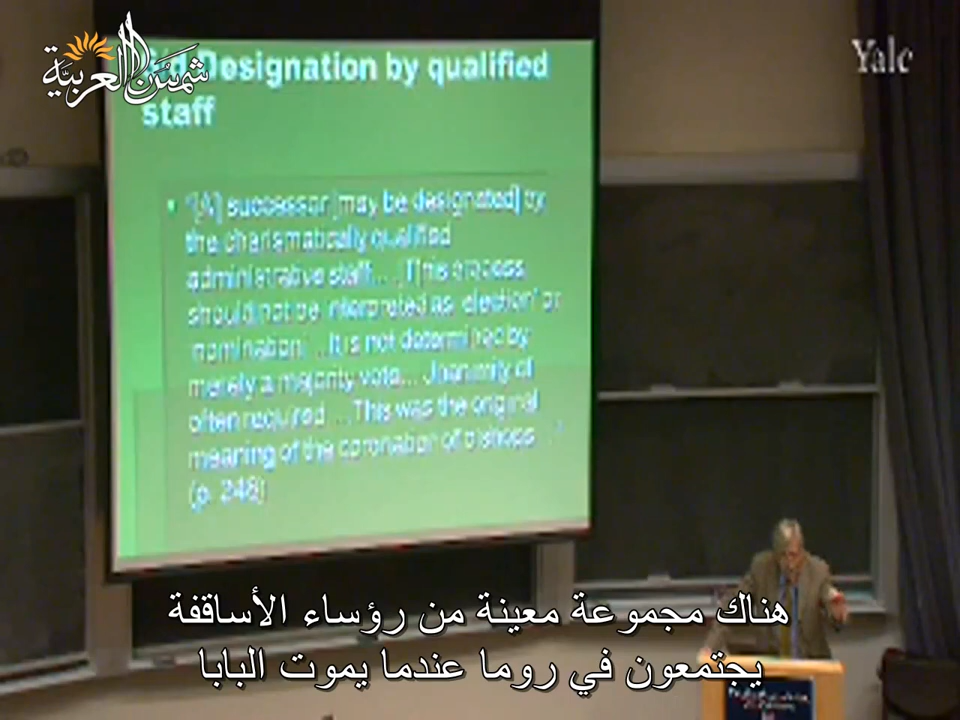 شمس العربية
Yale
Designation by qualified
staff
"[A] successor [may be designated] by
the charismatically qualified
administrative staff... [T]his process
should not be interpreted as 'election' or
'nomination' ...It is not determined by
merely a majority vote... Unanimity of
often required ...This was the original
meaning of the coronation of bishops ..."
(p. 248)
هناك مجموعة معينة من رؤساء الأساقفة
يجتمعون في روما عندما يموت البابا